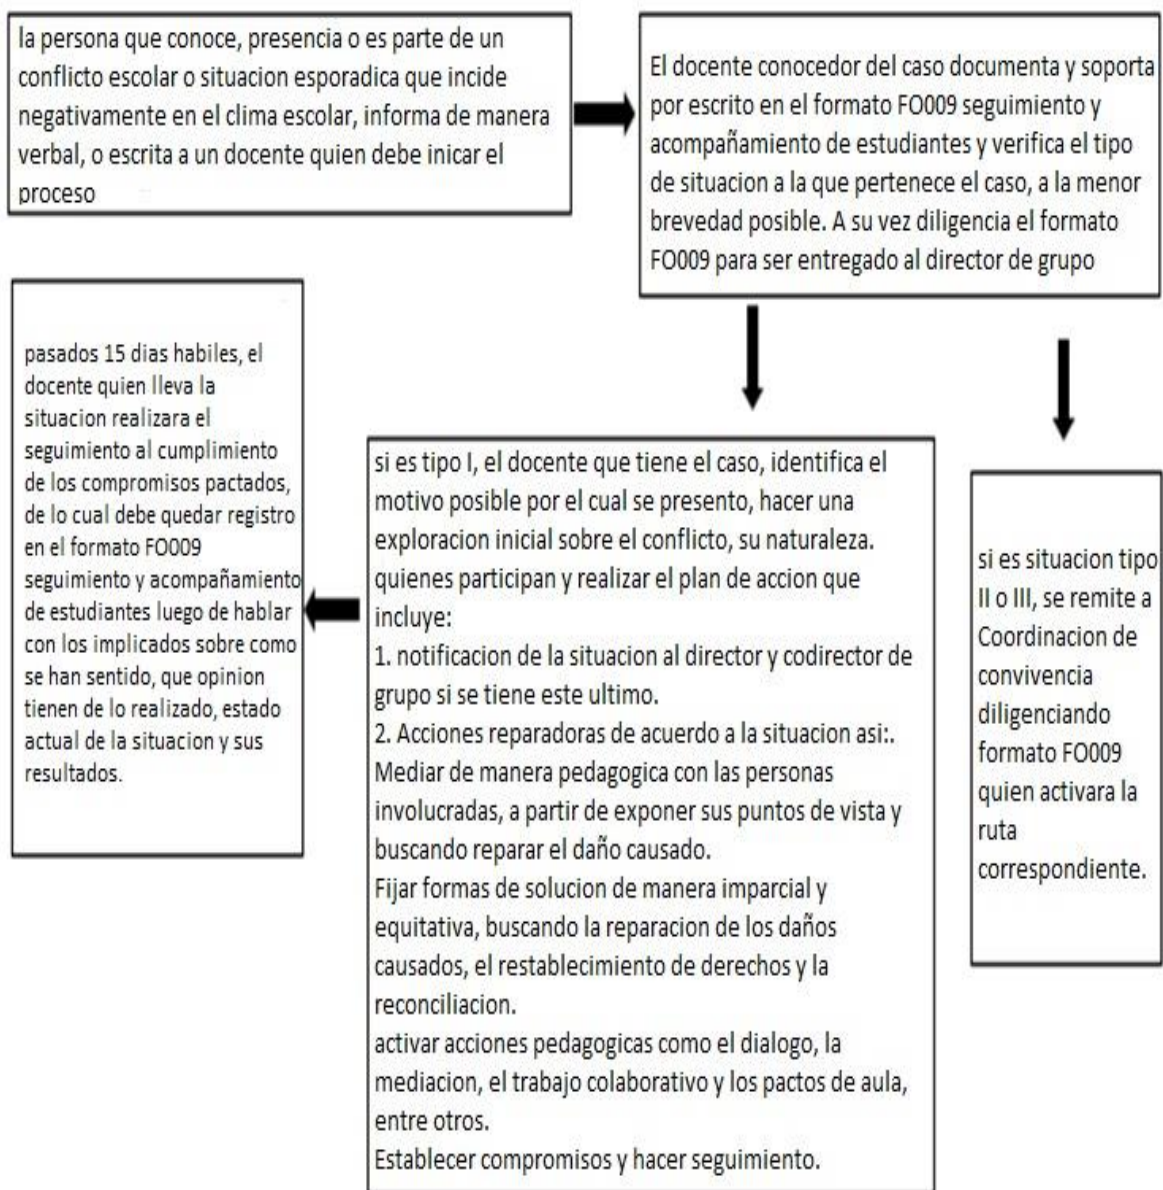 la persona que conoce, presencia o es parte de un
conflicto escolar o situacion esporadica que incide
negativamente en el clima escolar, informa de manera
verbal, o escrita a un docente quien debe inicar el
proceso
El docente conocedor del caso documenta y soporta
por escrito en el formato FO009 seguimiento y
acompañamiento de estudiantes y verifica el tipo
de situacion a la que pertenece el caso, a la menor
brevedad posible. A su vez diligencia el formato
FO009 para ser entregado al director de grupo
si es tipo I, el docente que tiene el caso, identifica el
motivo posible por el cual se presento, hacer una
exploracion inicial sobre el conflicto, su naturaleza.
quienes participan y realizar el plan de accion que
incluye:
1. notificacion de la situacion al director y codirector de
grupo si se tiene este ultimo.
2. Acciones reparadoras de acuerdo a la situacion asi:.
Mediar de manera pedagogica con las personas
involucradas, a partir de exponer sus puntos de vista y
buscando reparar el daño causado.
Fijar formas de solucion de manera imparcial y
equitativa, buscando la reparacion de los daños
causados, el restablecimiento de derechos y la
reconciliacion.
activar acciones pedagogicas como el dialogo, la
mediacion, el trabajo colaborativo y los pactos de aula,
entre otros.
Establecer compromisos y hacer seguimiento.
pasados 15 dias habiles, el
docente quien lleva la
situacion realizara el
seguimiento al cumplimiento
de los compromisos pactados,
de lo cual debe quedar registro
en el formato FO009
seguimiento y acompañamiento
de estudiantes luego de hablar
con los implicados sobre como
se han sentido, que opinion
tienen de lo realizado, estado
actual de la situacion y sus
resultados.
si es situacion tipo
II o III, se remite a
Coordinacion de
convivencia
diligenciando
formato FO009
quien activara la
ruta
correspondiente.